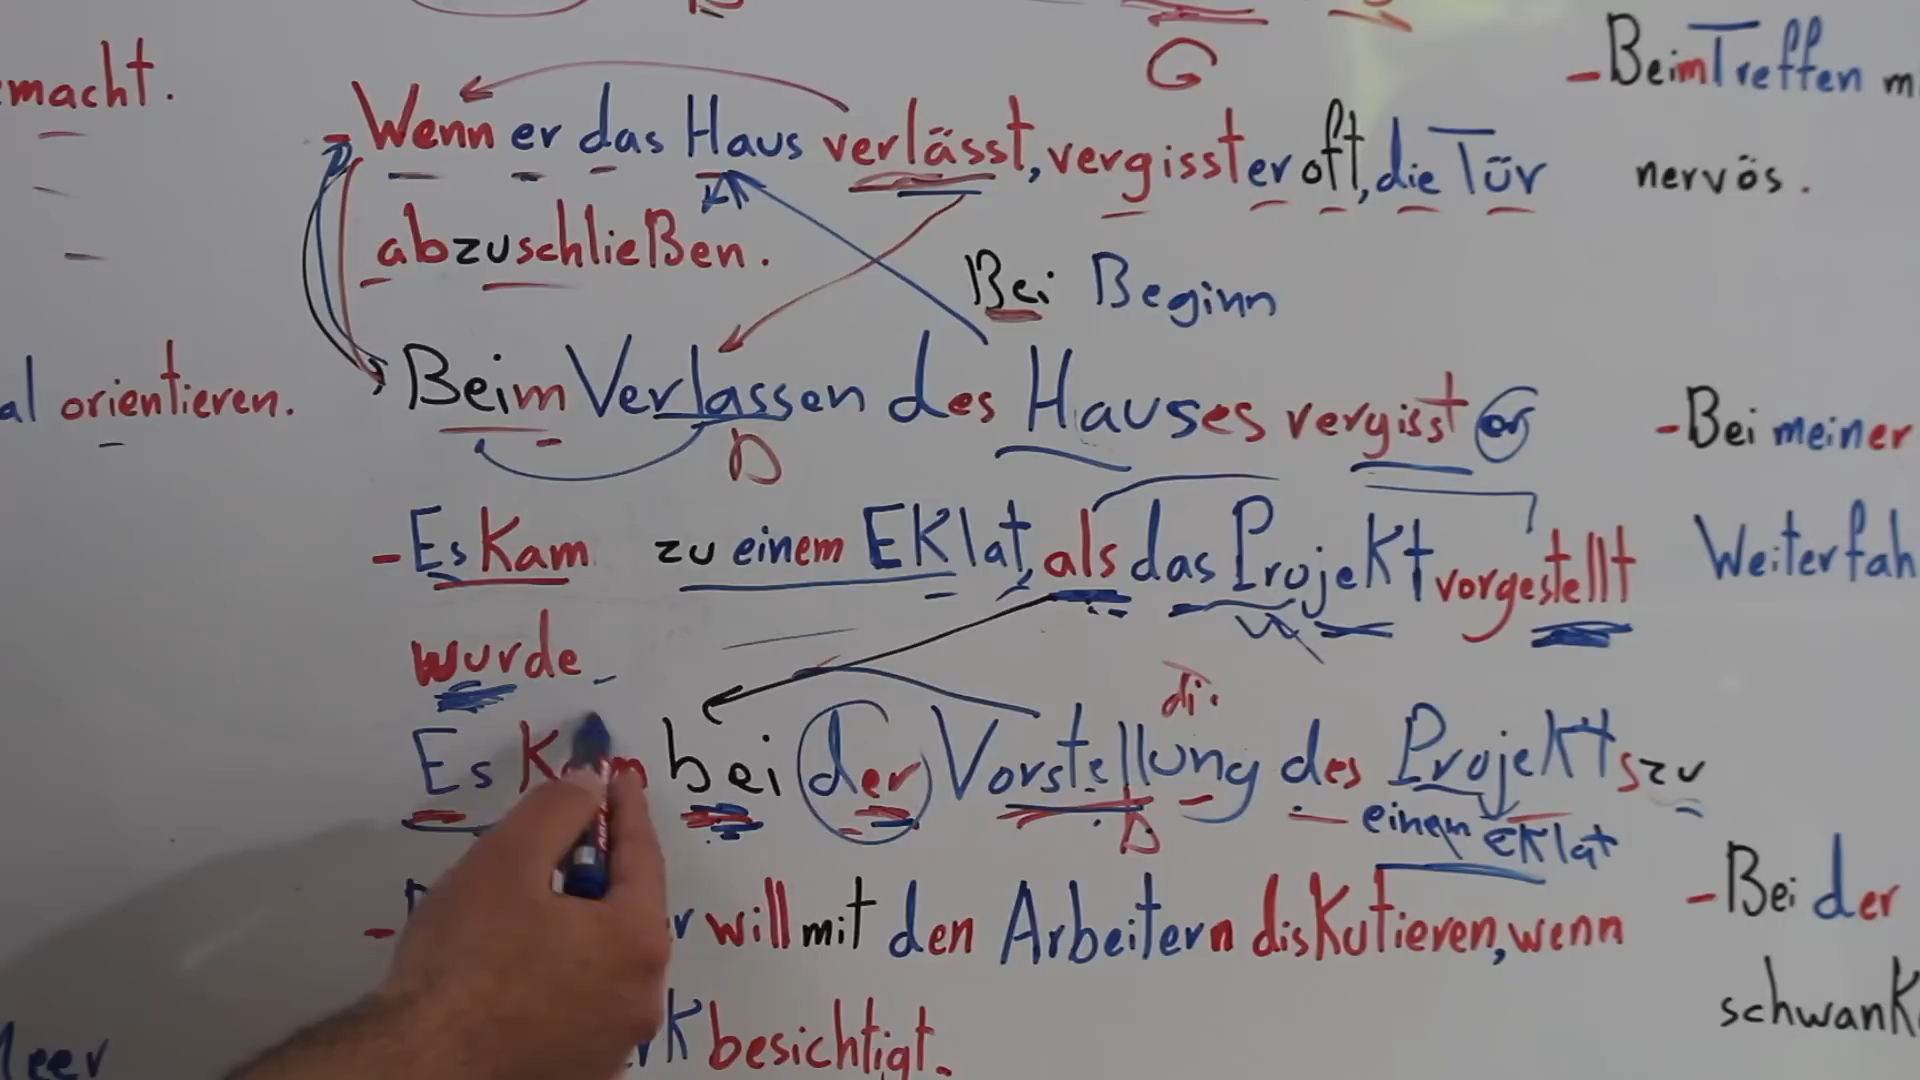 macht.
- Wenn er das Haus verlässt, vergisst er oft, die Tür
abzuschließen.
Bei Beginn
al orientieren.
Beim Verlassen des Hauses vergisst er
D
- Es kam zu einem Eklat, als das Projekt vorgestellt
wurde
die
Es kam bei der Vorstellung des Projekts zu
D
einem Eklat
- will mit den Arbeitern diskutieren, wenn
besichtigt.
G
- Beim Treffen mi
nervös.
- Bei meiner
Weiterfah
- Bei der
schwank